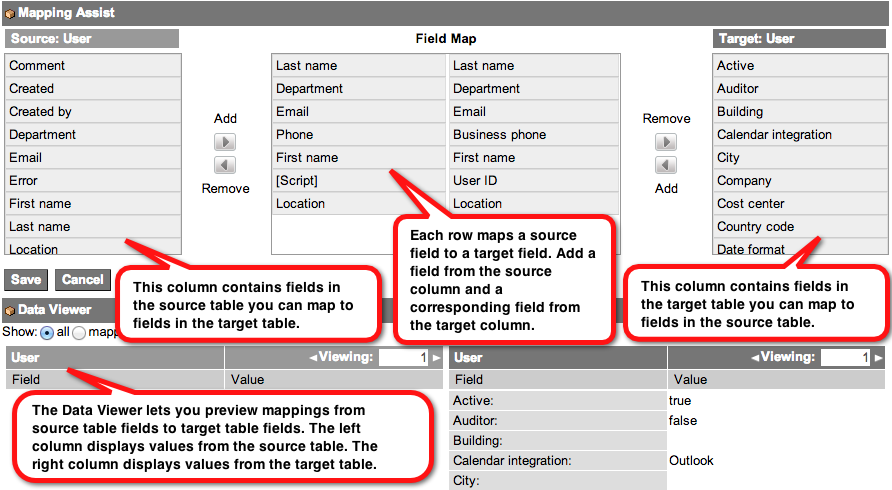 Mapping Assist
Source: User
Field Map
Target: User
Comment
Created
Created by
Department
Email
Error
First name
Last name
Location
Add
Remove
Last name Last name
Department Department
Email Email
Phone Business phone
First name First name
[Script] User ID
Location Location
Remove
Add
Active
Auditor
Building
Calendar integration
City
Company
Cost center
Country code
Date format
Each row maps a source
field to a target field. Add a
field from the source
column and a
corresponding field from
the target column.
Save Cancel
This column contains fields in
the source table you can map to
fields in the target table.
This column contains fields in
the target table you can map to
fields in the source table.
Data Viewer
Show: all
User Viewing: 1
Field Value
The Data Viewer lets you preview mappings from
source table fields to target table fields. The left
column displays values from the source table. The
right column displays values from the target table.
User Viewing: 1
Field Value
Active: true
Auditor: false
Building:
Calendar integration: Outlook
City: